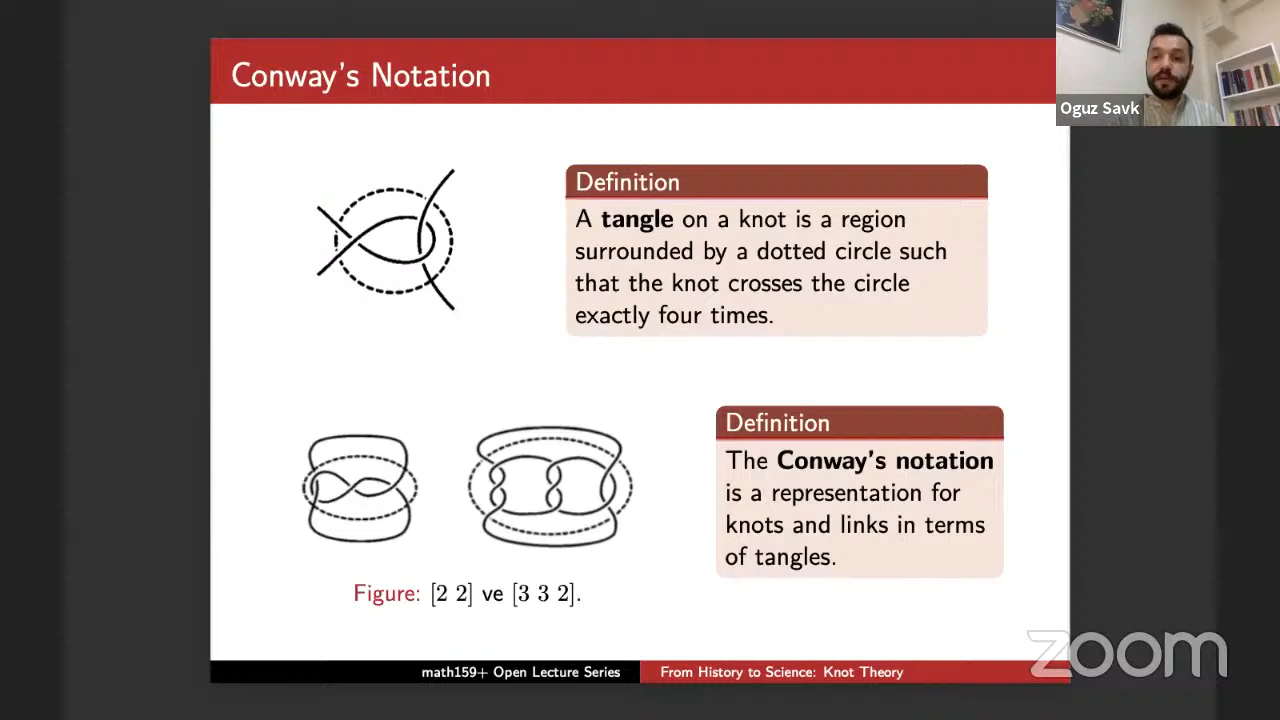 Conway's Notation
Oguz Savk
Definition
A tangle on a knot is a region
surrounded by a dotted circle such
that the knot crosses the circle
exactly four times.
Definition
The Conway's notation
is a representation for
knots and links in terms
of tangles.
Figure: [2 2] ve [3 3 2].
zoom
math159+ Open Lecture Series
From History to Science: Knot Theory